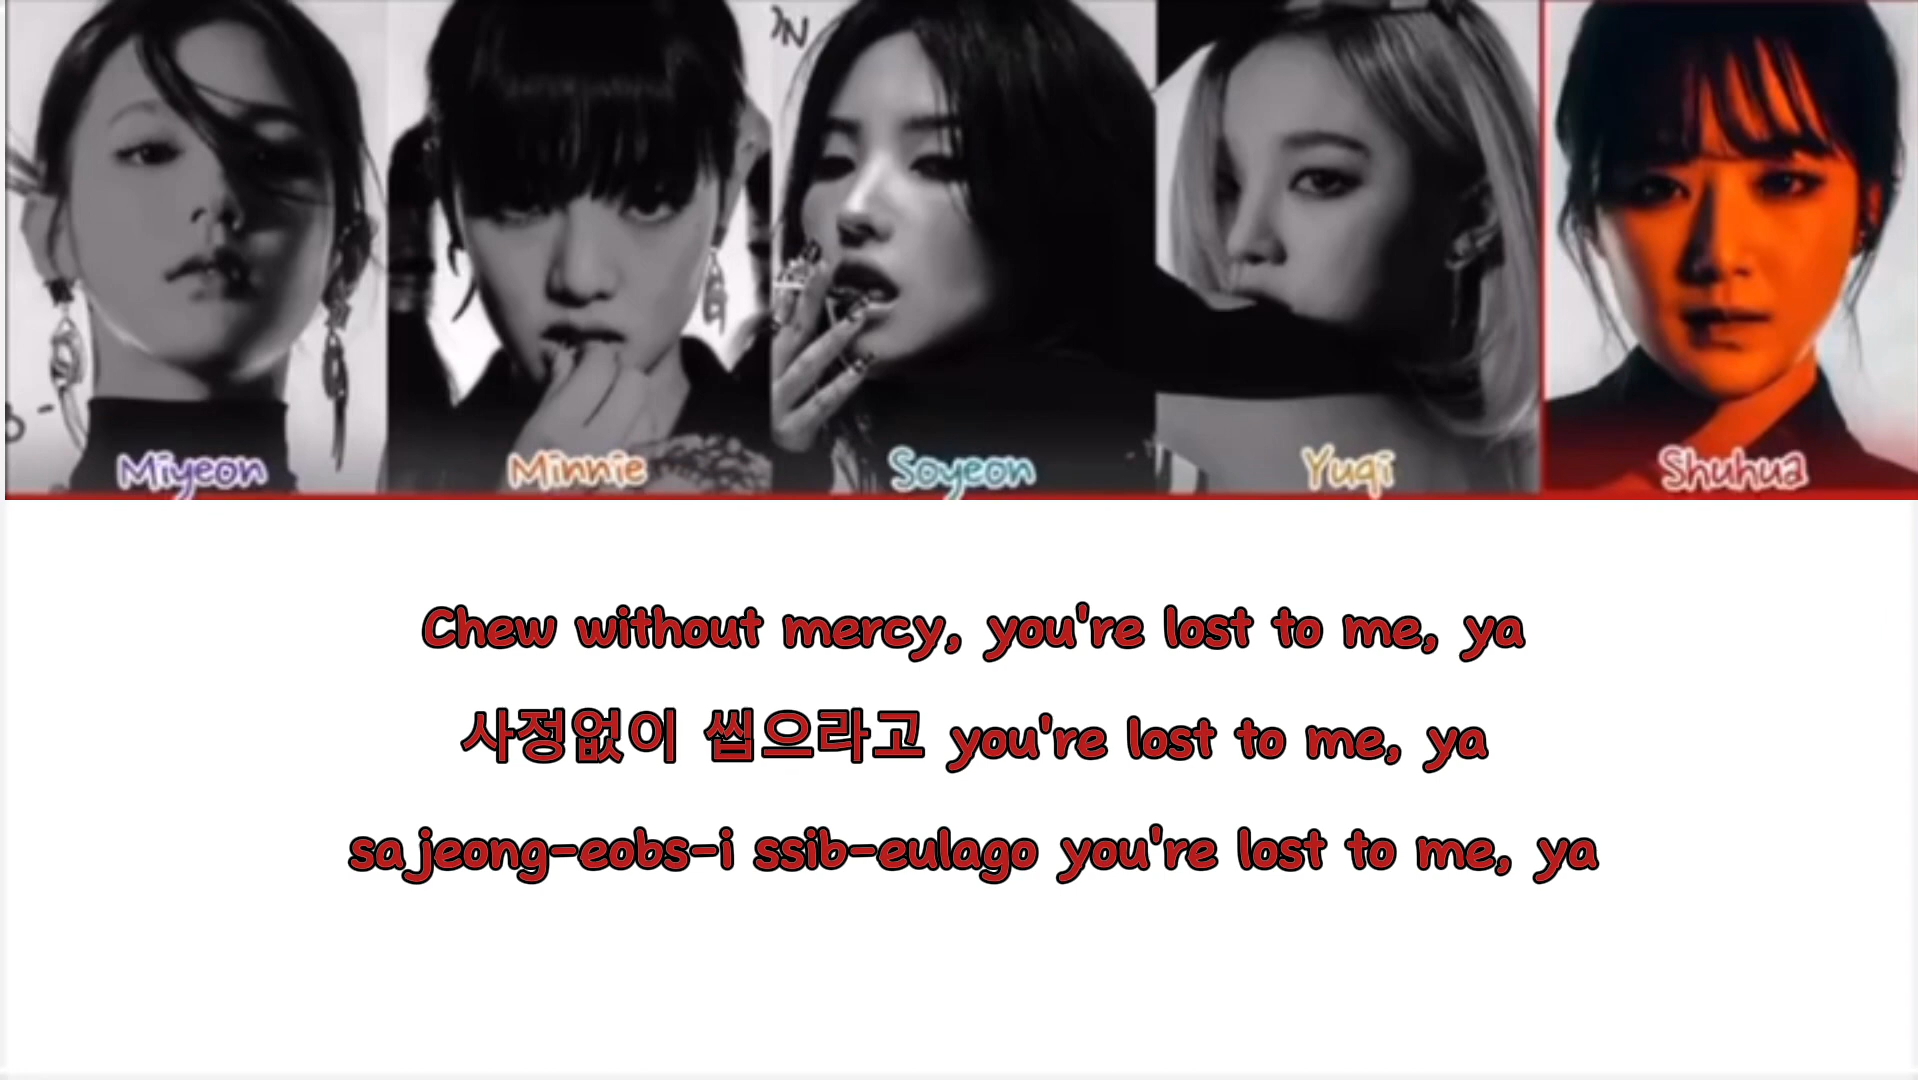 Miyeon Minnie Soyeon Yuqi Shuhua
Chew without mercy, you're lost to me, ya
사정없이 씹으라고 you're lost to me, ya
sajeong-eobs-i ssib-eulago you're lost to me, ya